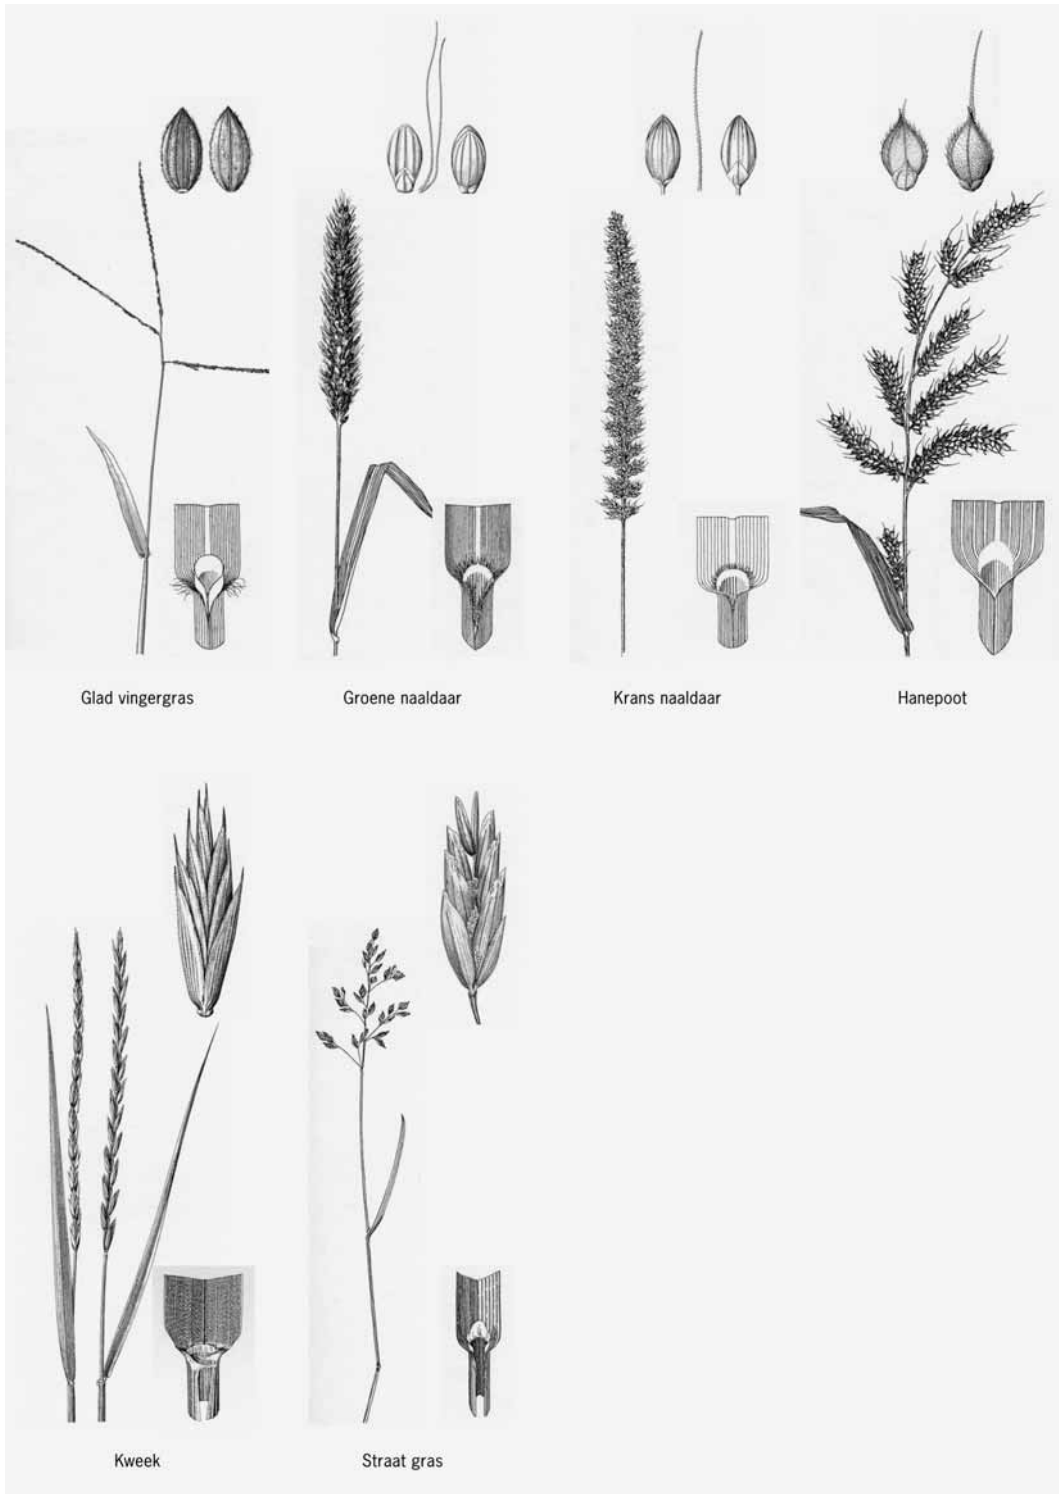 Glad vingergras
Groene naaldaar
Krans naaldaar
Hanepoot
Kweek
Straat gras